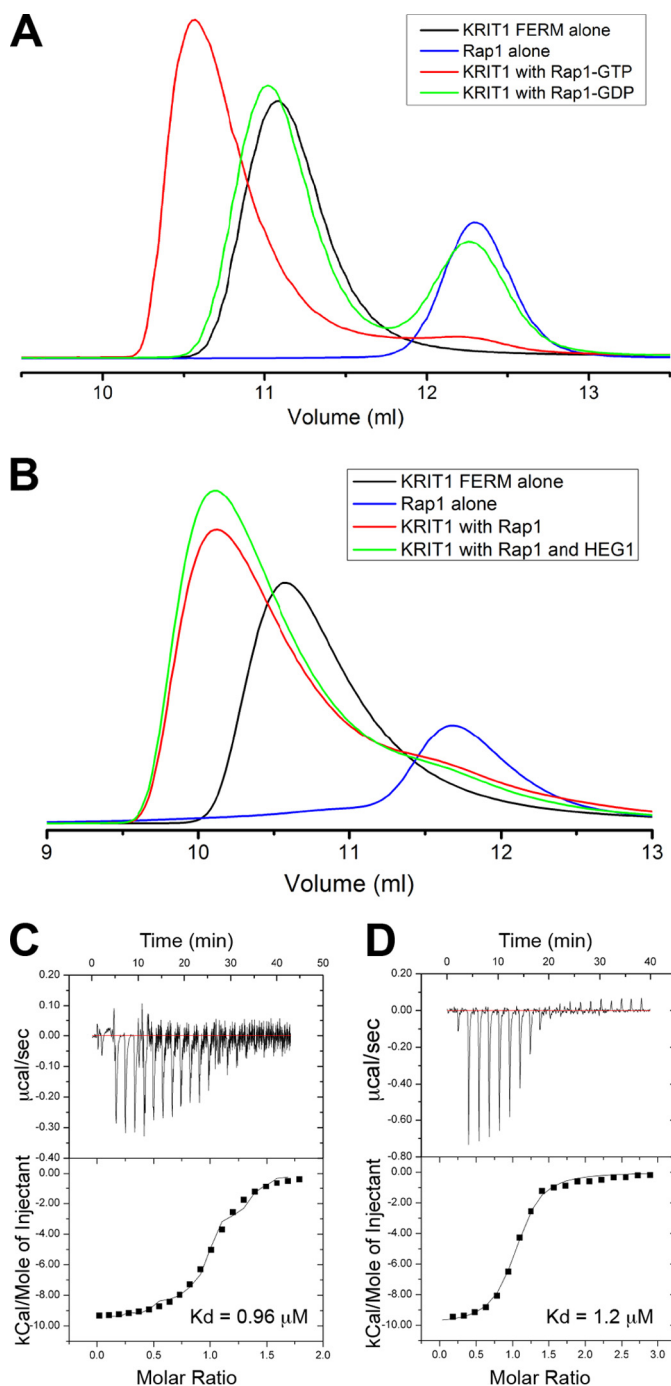 A
KRIT1 FERM alone
Rap1 alone
KRIT1 with Rap1-GTP
KRIT1 with Rap1-GDP
10 11 12 13
Volume (ml)
B
KRIT1 FERM alone
Rap1 alone
KRIT1 with Rap1
KRIT1 with Rap1 and HEG1
9 10 11 12 13
Volume (ml)
C
Time (min)
0 10 20 30 40 50
0.20
0.10
0.00
-0.10
-0.20
-0.30
-0.40
μcal/sec
0.00
-2.00
-4.00
-6.00
-8.00
-10.00
kCal/Mole of Injectant
Kd = 0.96 μM
0.0 0.5 1.0 1.5 2.0
Molar Ratio
D
Time (min)
0 10 20 30 40
0.20
0.00
-0.20
-0.40
-0.60
-0.80
μcal/sec
0.00
-2.00
-4.00
-6.00
-8.00
-10.00
kCal/Mole of Injectant
Kd = 1.2 μM
0.0 0.5 1.0 1.5 2.0 2.5 3.0
Molar Ratio